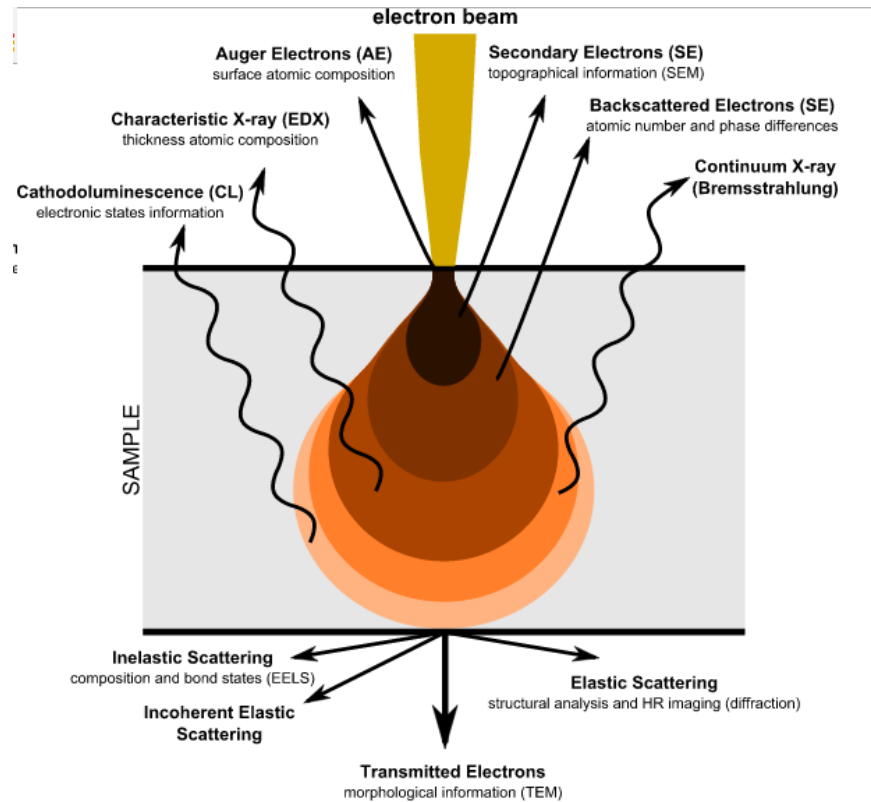 electron beam
Auger Electrons (AE)
surface atomic composition
Secondary Electrons (SE)
topographical information (SEM)
Characteristic X-ray (EDX)
thickness atomic composition
Backscattered Electrons (SE)
atomic number and phase differences
Continuum X-ray
(Bremsstrahlung)
Cathodoluminescence (CL)
electronic states information
SAMPLE
Inelastic Scattering
composition and bond states (EELS)
Incoherent Elastic
Scattering
Elastic Scattering
structural analysis and HR imaging (diffraction)
Transmitted Electrons
morphological information (TEM)